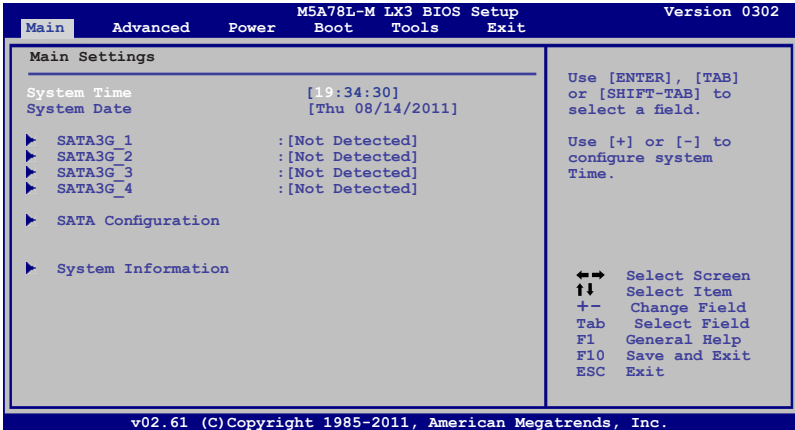 M5A78L-M LX3 BIOS Setup Version 0302
Main Advanced Power Boot Tools Exit
Main Settings
System Time [19:34:30]
System Date [Thu 08/14/2011]
SATA3G_1 :[Not Detected]
SATA3G_2 :[Not Detected]
SATA3G_3 :[Not Detected]
SATA3G_4 :[Not Detected]
SATA Configuration
System Information
Use [ENTER], [TAB]
or [SHIFT-TAB] to
select a field.
Use [+] or [-] to
configure system
Time.
←→ Select Screen
↑↓ Select Item
+- Change Field
Tab Select Field
F1 General Help
F10 Save and Exit
ESC Exit
v02.61 (C)Copyright 1985-2011, American Megatrends, Inc.